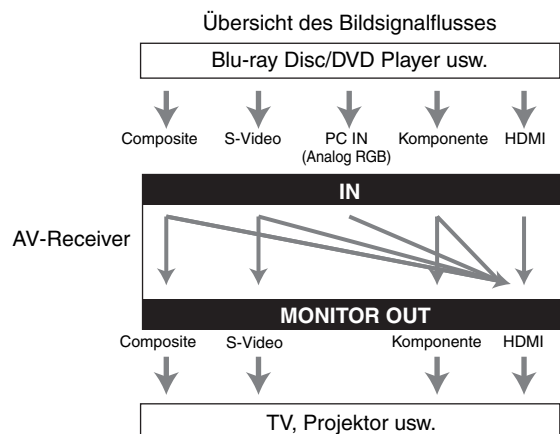 Übersicht des Bildsignalflusses
Blu-ray Disc/DVD Player usw.
Composite S-Video PC IN Komponente HDMI
(Analog RGB)
IN
AV-Receiver
MONITOR OUT
Composite S-Video Komponente HDMI
TV, Projektor usw.